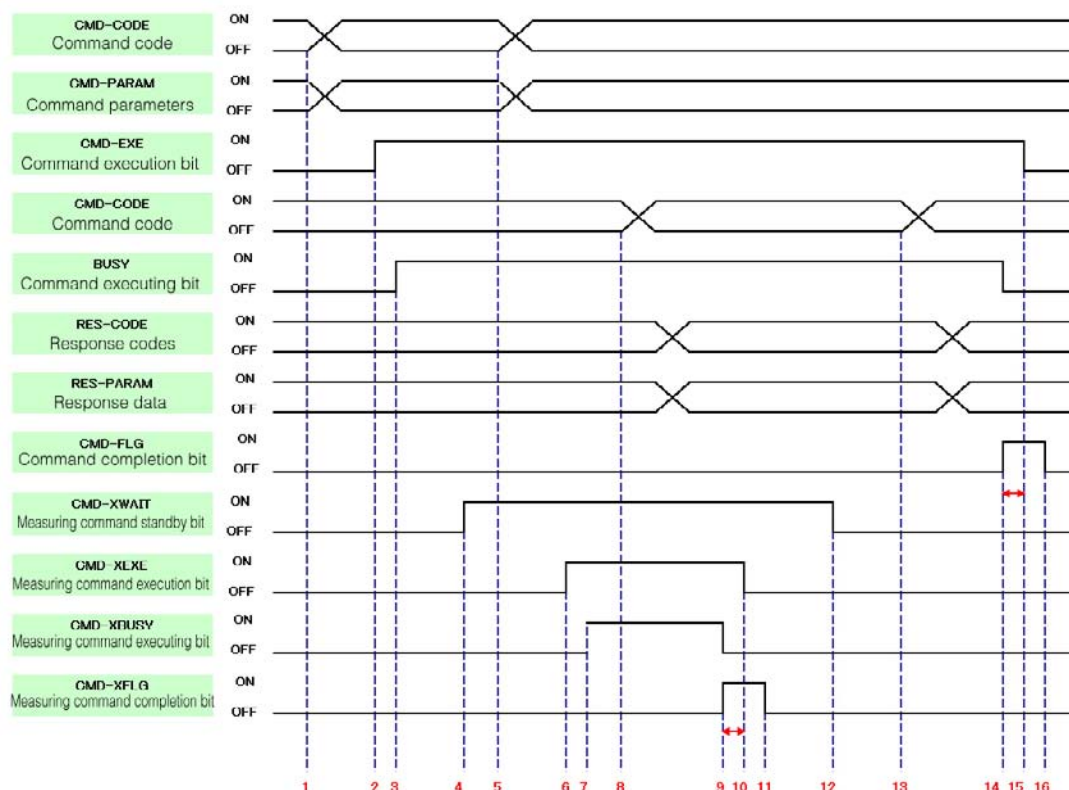 CMD-CODE
Command code
ON
OFF
CMD-PARAM
Command parameters
ON
OFF
CMD-EXE
Command execution bit
ON
OFF
CMD-CODE
Command code
ON
OFF
BUSY
Command executing bit
ON
OFF
RES-CODE
Response codes
ON
OFF
RES-PARAM
Response data
ON
OFF
CMD-FLG
Command completion bit
ON
OFF
CMD-XWAIT
Measuring command standby bit
ON
OFF
CMD-XEXE
Measuring command execution bit
ON
OFF
CMD-XBUSY
Measuring command executing bit
ON
OFF
CMD-XFLG
Measuring command completion bit
ON
OFF
1 2 3 4 5 6 7 8 9 10 11 12 13 14 15 16